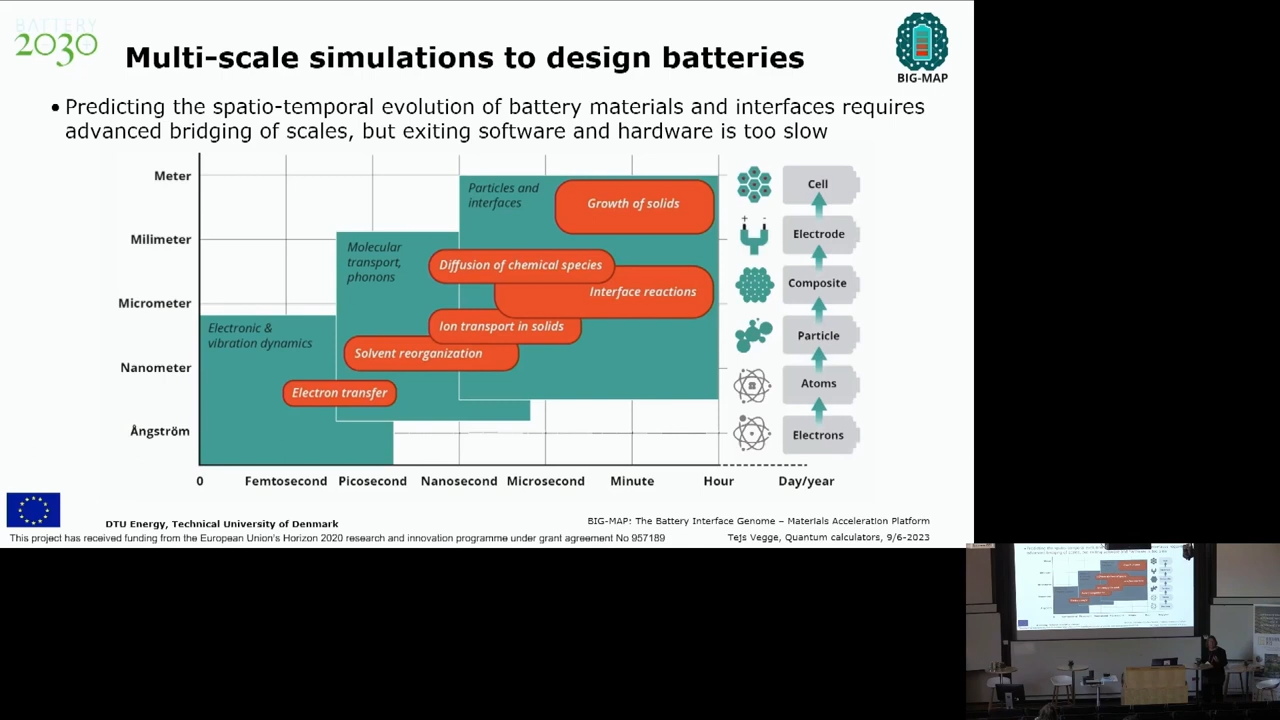 BATTERY
2030
Multi-scale simulations to design batteries
BIG-MAP
• Predicting the spatio-temporal evolution of battery materials and interfaces requires
advanced bridging of scales, but exiting software and hardware is too slow
Meter
Milimeter
Micrometer
Nanometer
Ångström
Particles and
interfaces
Growth of solids
Molecular
transport,
phonons
Diffusion of chemical species
Interface reactions
Electronic &
vibration dynamics
Ion transport in solids
Solvent reorganization
Electron transfer
+ -
Cell
Electrode
Composite
Particle
Atoms
Electrons
0 Femtosecond Picosecond Nanosecond Microsecond Minute Hour Day/year
DTU Energy, Technical University of Denmark
BIG-MAP: The Battery Interface Genome – Materials Acceleration Platform
This project has received funding from the European Union's Horizon 2020 research and innovation programme under grant agreement No 957189
Tejs Vegge, Quantum calculators, 9/6-2023